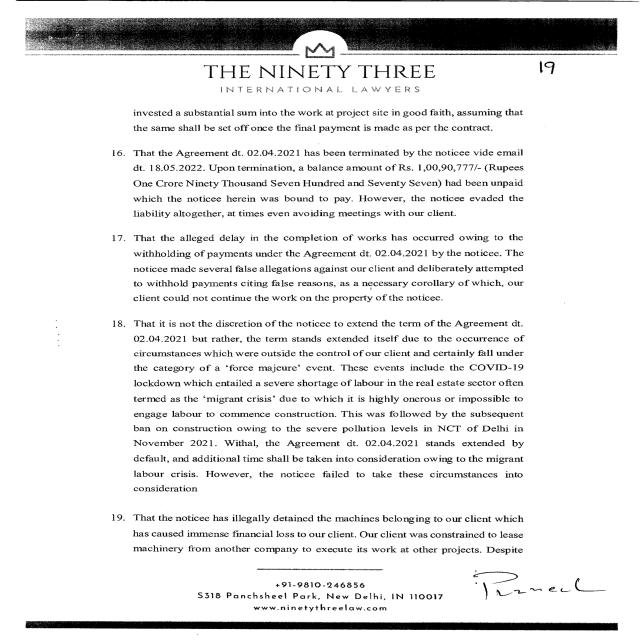 THE NINETY THREE
INTERNATIONAL LAWYERS
19
invested a substantial sum into the work at project site in good faith, assuming that
the same shall be set off once the final payment is made as per the contract.
16. That the Agreement dt. 02.04.2021 has been terminated by the noticee vide email
dt. 18.05.2022. Upon termination, a balance amount of Rs. 1,00,90,777/- (Rupees
One Crore Ninety Thousand Seven Hundred and Seventy Seven) had been unpaid
which the noticee herein was bound to pay. However, the noticee evaded the
liability altogether, at times even avoiding meetings with our client.
17. That the alleged delay in the completion of works has occurred owing to the
withholding of payments under the Agreement dt. 02.04.2021 by the noticee. The
noticee made several false allegations against our client and deliberately attempted
to withhold payments citing false reasons, as a necessary corollary of which, our
client could not continue the work on the property of the noticee.
18. That it is not the discretion of the noticee to extend the term of the Agreement dt.
02.04.2021 but rather, the term stands extended itself due to the occurrence of
circumstances which were outside the control of our client and certainly fall under
the category of a ‘force majeure’ event. These events include the COVID-19
lockdown which entailed a severe shortage of labour in the real estate sector often
termed as the ‘migrant crisis’ due to which it is highly onerous or impossible to
engage labour to commence construction. This was followed by the subsequent
ban on construction owing to the severe pollution levels in NCT of Delhi in
November 2021. Withal, the Agreement dt. 02.04.2021 stands extended by
default, and additional time shall be taken into consideration owing to the migrant
labour crisis. However, the noticee failed to take these circumstances into
consideration
19. That the noticee has illegally detained the machines belonging to our client which
has caused immense financial loss to our client. Our client was constrained to lease
machinery from another company to execute its work at other projects. Despite
+91-9810-246856
S318 Panchsheel Park, New Delhi, IN 110017
www.ninetythreelaw.com